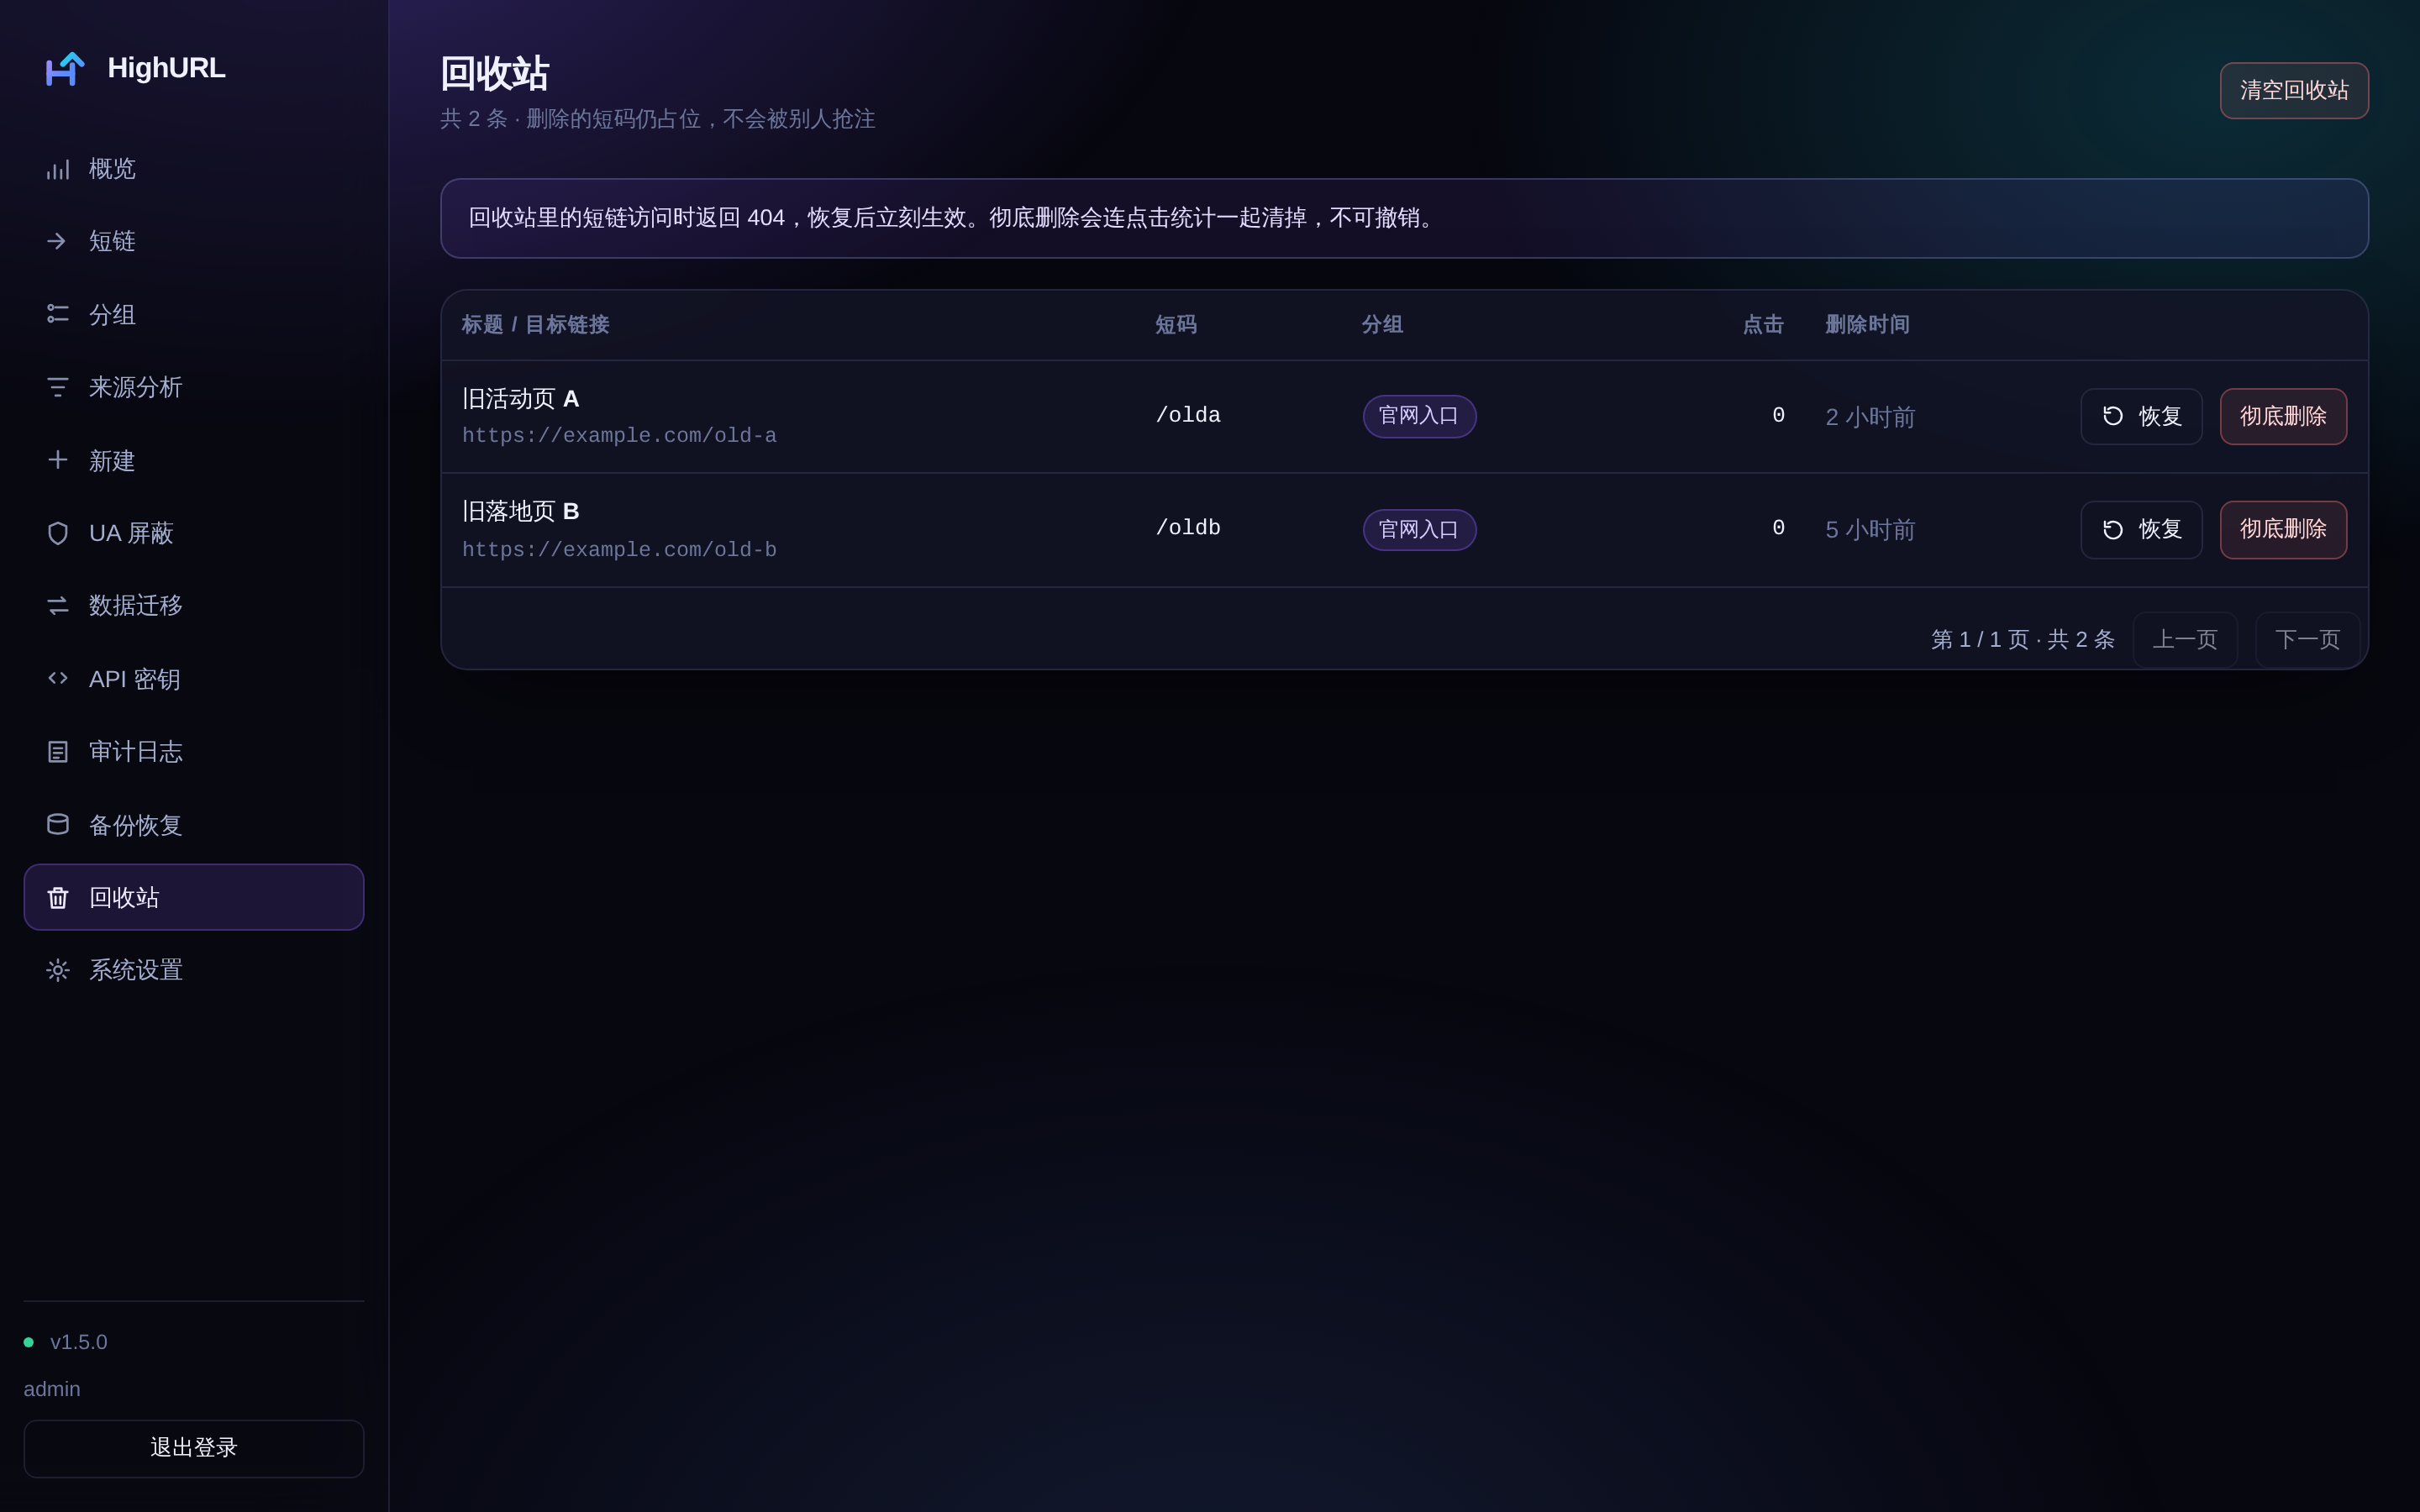 HighURL
概览
短链
分组
来源分析
新建
UA 屏蔽
数据迁移
API 密钥
审计日志
备份恢复
回收站
系统设置
v1.5.0
admin
退出登录
回收站
共 2 条 · 删除的短码仍占位，不会被别人抢注
清空回收站
回收站里的短链访问时返回 404，恢复后立刻生效。彻底删除会连点击统计一起清掉，不可撤销。
标题 / 目标链接 短码 分组 点击 删除时间
旧活动页 A
https://example.com/old-a
/olda 官网入口 0 2 小时前 恢复 彻底删除
旧落地页 B
https://example.com/old-b
/oldb 官网入口 0 5 小时前 恢复 彻底删除
第 1 / 1 页 · 共 2 条 上一页 下一页